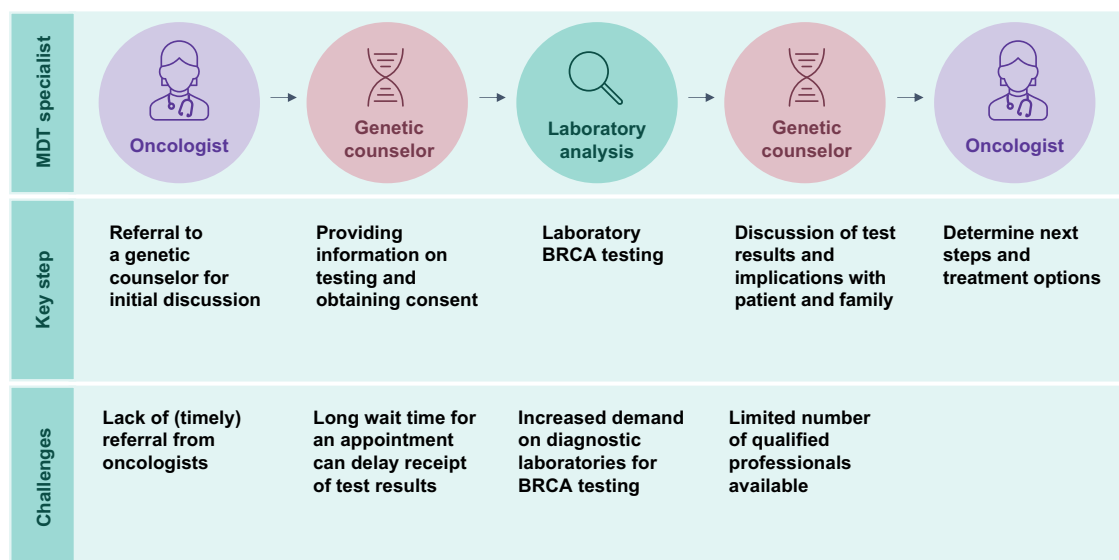 MDT specialist
Oncologist
Genetic
counselor
Laboratory
analysis
Genetic
counselor
Oncologist
Key step
Referral to
a genetic
counselor for
initial discussion
Providing
information on
testing and
obtaining consent
Laboratory
BRCA testing
Discussion of test
results and
implications with
patient and family
Determine next
steps and
treatment options
Challenges
Lack of (timely)
referral from
oncologists
Long wait time for
an appointment
can delay receipt
of test results
Increased demand
on diagnostic
laboratories for
BRCA testing
Limited number
of qualified
professionals
available